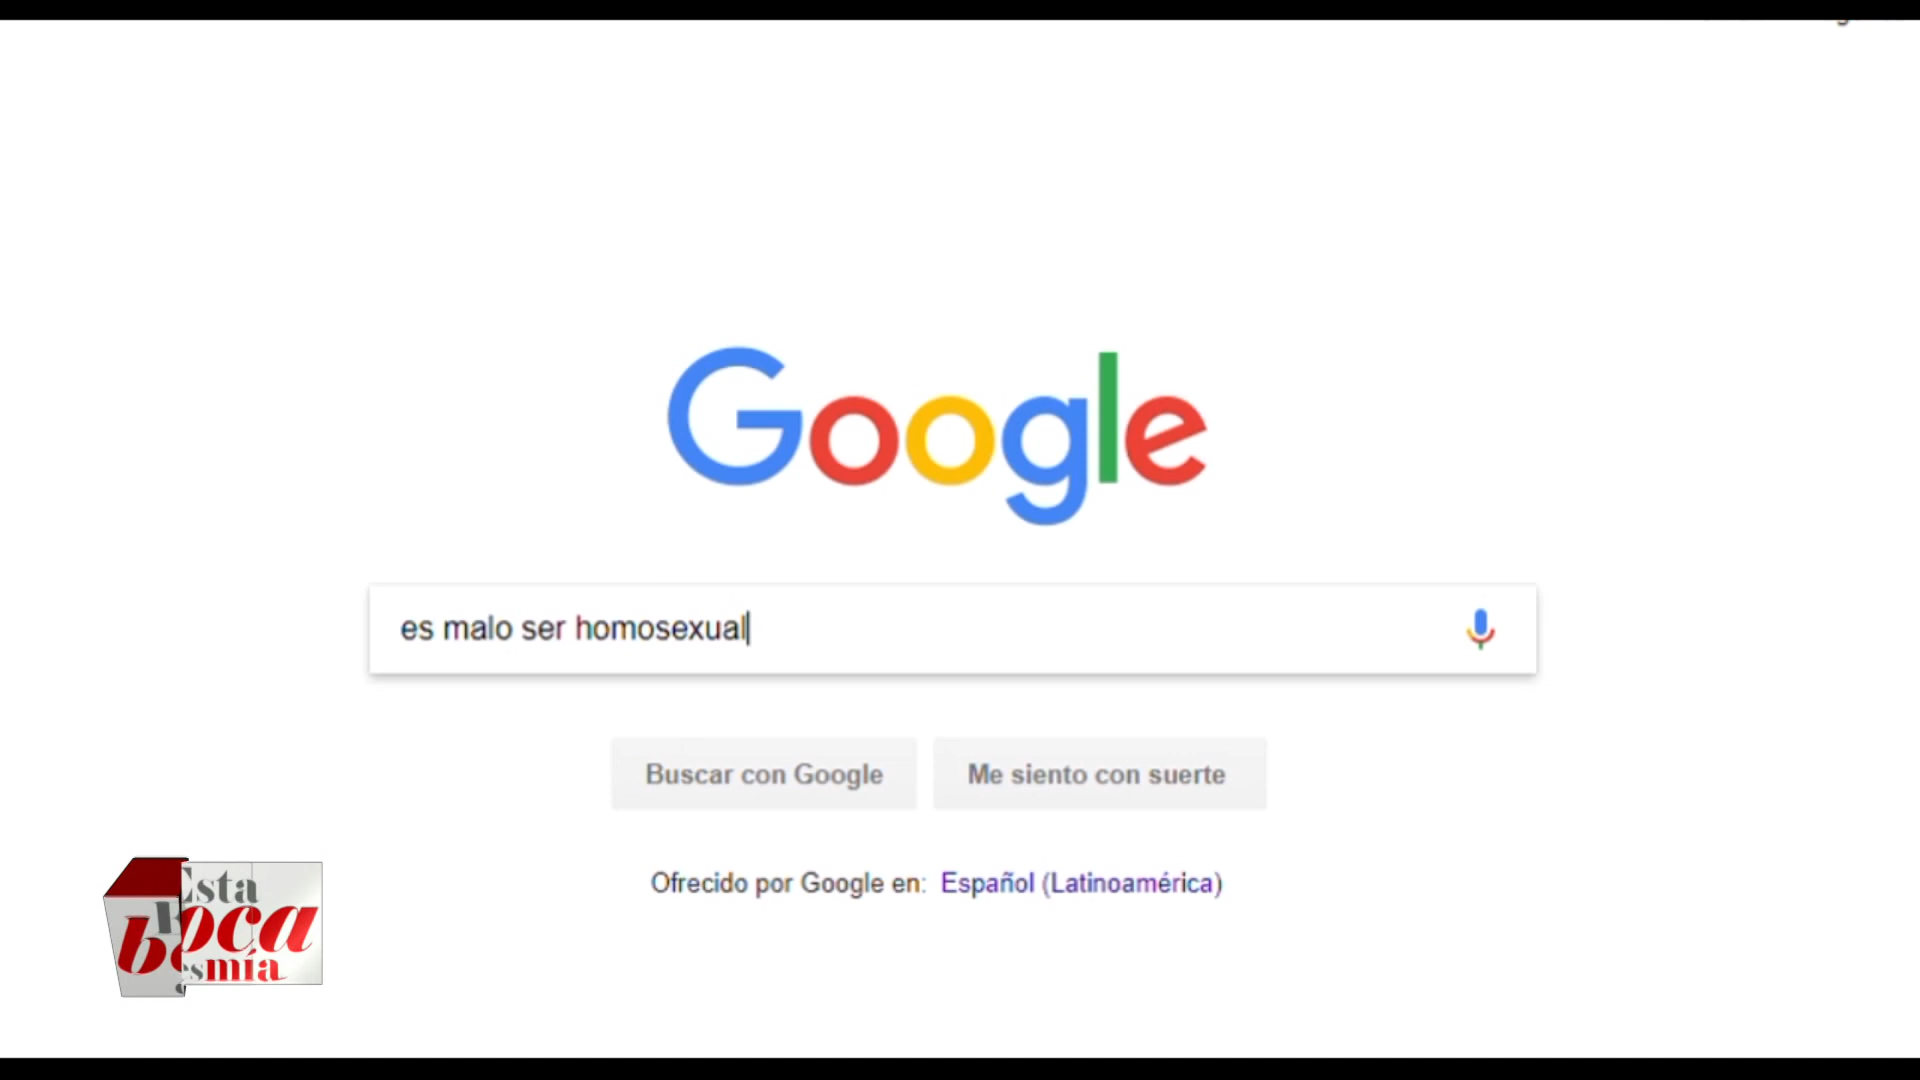 Google
es malo ser homosexual
Buscar con Google
Me siento con suerte
Ofrecido por Google en: Español (Latinoamérica)
Esta
boca
es mía